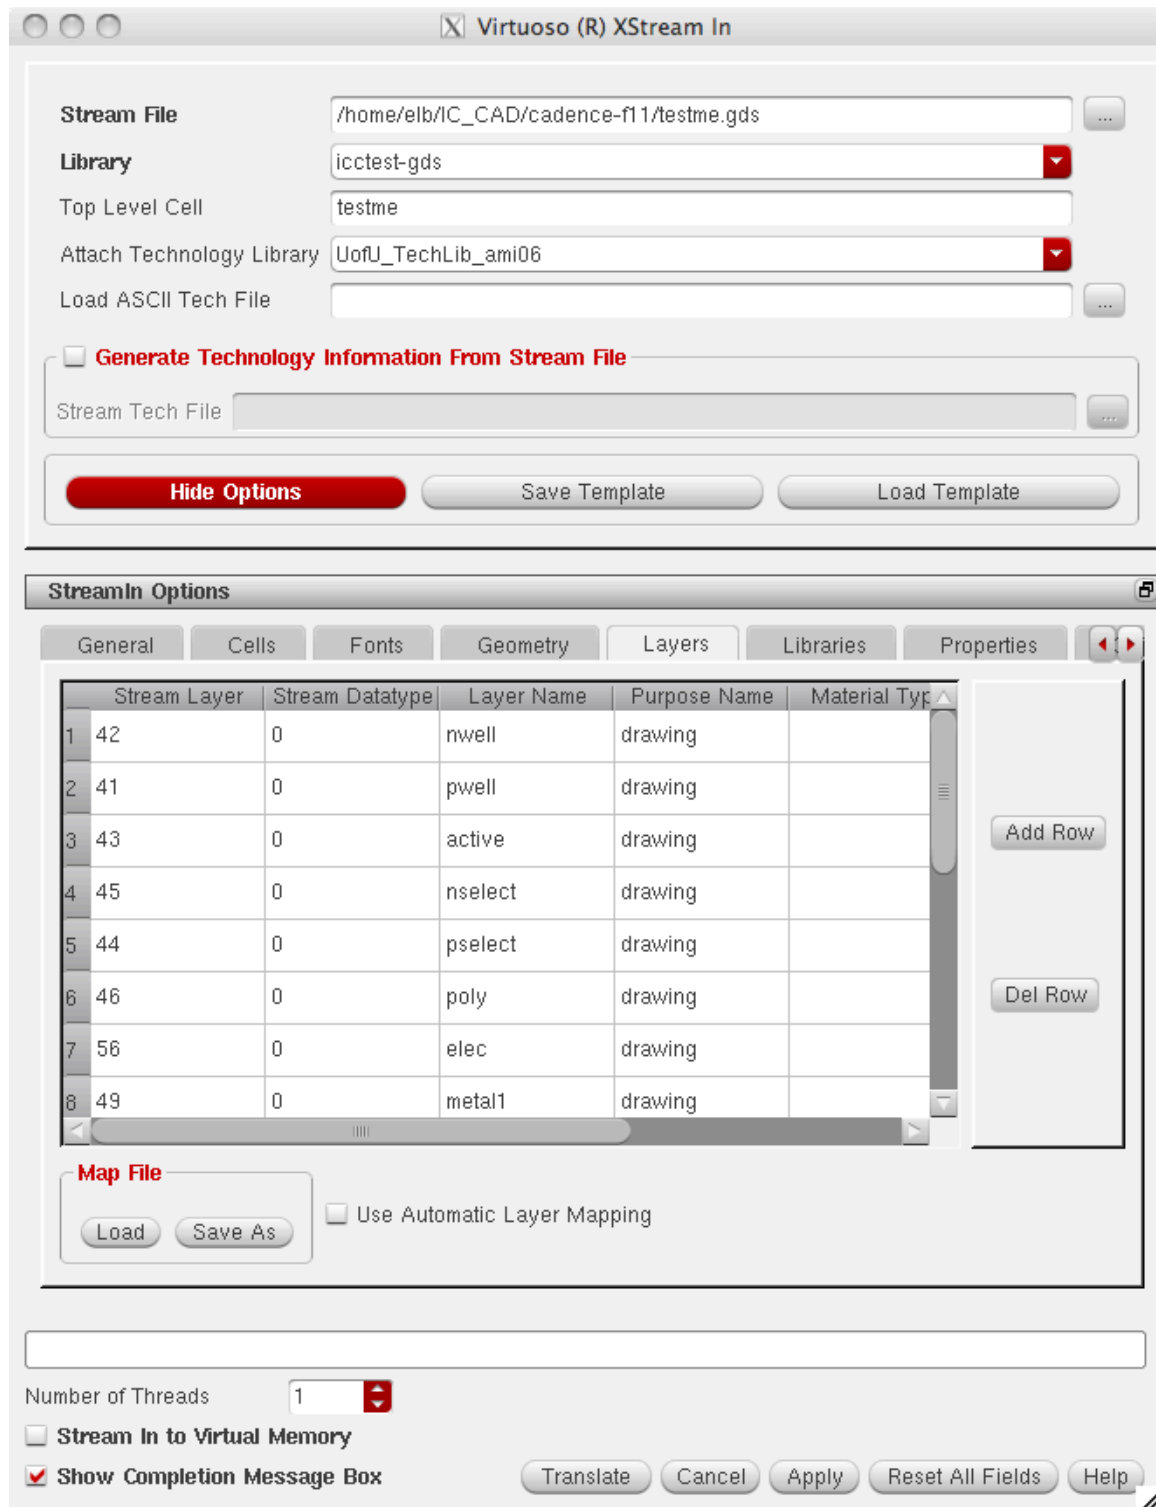 Virtuoso (R) XStream In
Stream File /home/elb/IC_CAD/cadence-f11/testme.gds ...
Library icctest-gds
Top Level Cell testme
Attach Technology Library UofU_TechLib_ami06
Load ASCII Tech File ...
Generate Technology Information From Stream File
Stream Tech File ...
Hide Options Save Template Load Template
StreamIn Options
General Cells Fonts Geometry Layers Libraries Properties
Stream Layer Stream Datatype Layer Name Purpose Name Material Typ
1 42 0 nwell drawing
2 41 0 pwell drawing
3 43 0 active drawing
Add Row
4 45 0 nselect drawing
5 44 0 pselect drawing
6 46 0 poly drawing
Del Row
7 56 0 elec drawing
8 49 0 metal1 drawing
Map File
Load Save As
Use Automatic Layer Mapping
Number of Threads 1
Stream In to Virtual Memory
Show Completion Message Box
Translate Cancel Apply Reset All Fields Help